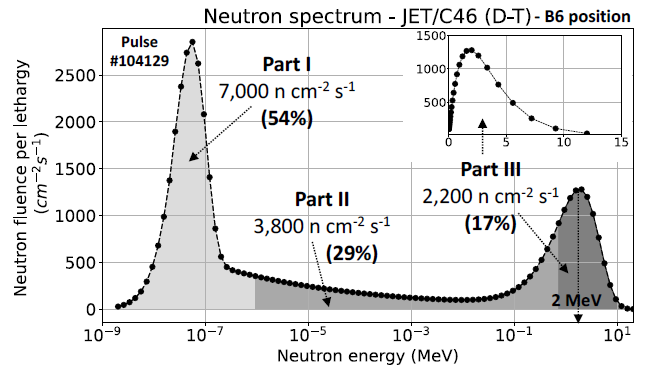 Neutron spectrum - JET/C46 (D-T) - B6 position
Pulse
#104129
Part I
7,000 n cm⁻² s⁻¹
(54%)
Part II
3,800 n cm⁻² s⁻¹
(29%)
Part III
2,200 n cm⁻² s⁻¹
(17%)
2 MeV
1500
1000
500
0
5
10
15
Neutron fluence per lethargy
(cm⁻²s⁻¹)
2500
2000
1500
1000
500
0
10⁻⁹
10⁻⁷
10⁻⁵
10⁻³
10⁻¹
10¹
Neutron energy (MeV)